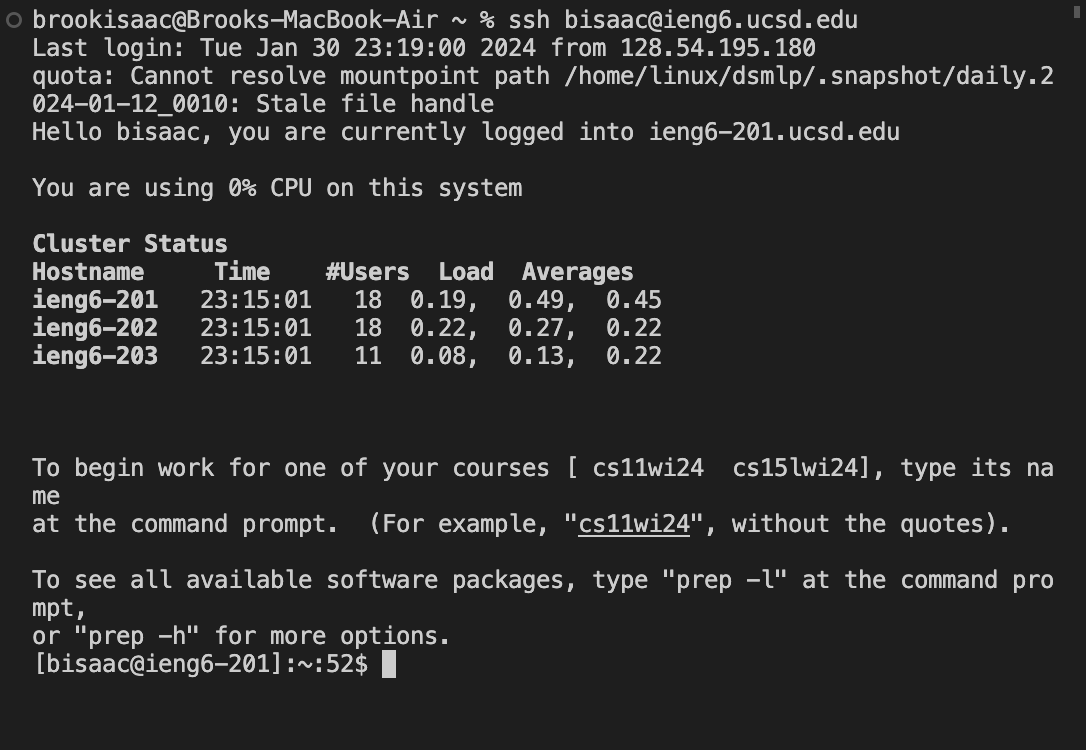 brookisaac@Brooks-MacBook-Air ~ % ssh bisaac@ieng6.ucsd.edu
Last login: Tue Jan 30 23:19:00 2024 from 128.54.195.180
quota: Cannot resolve mountpoint path /home/linux/dsmlp/.snapshot/daily.2
024-01-12_0010: Stale file handle
Hello bisaac, you are currently logged into ieng6-201.ucsd.edu

You are using 0% CPU on this system

Cluster Status
Hostname     Time    #Users  Load  Averages
ieng6-201   23:15:01   18  0.19,  0.49,  0.45
ieng6-202   23:15:01   18  0.22,  0.27,  0.22
ieng6-203   23:15:01   11  0.08,  0.13,  0.22

To begin work for one of your courses [ cs11wi24  cs15lwi24], type its na
me
at the command prompt.  (For example, "cs11wi24", without the quotes).

To see all available software packages, type "prep -l" at the command pro
mpt,
or "prep -h" for more options.
[bisaac@ieng6-201]:~:52$